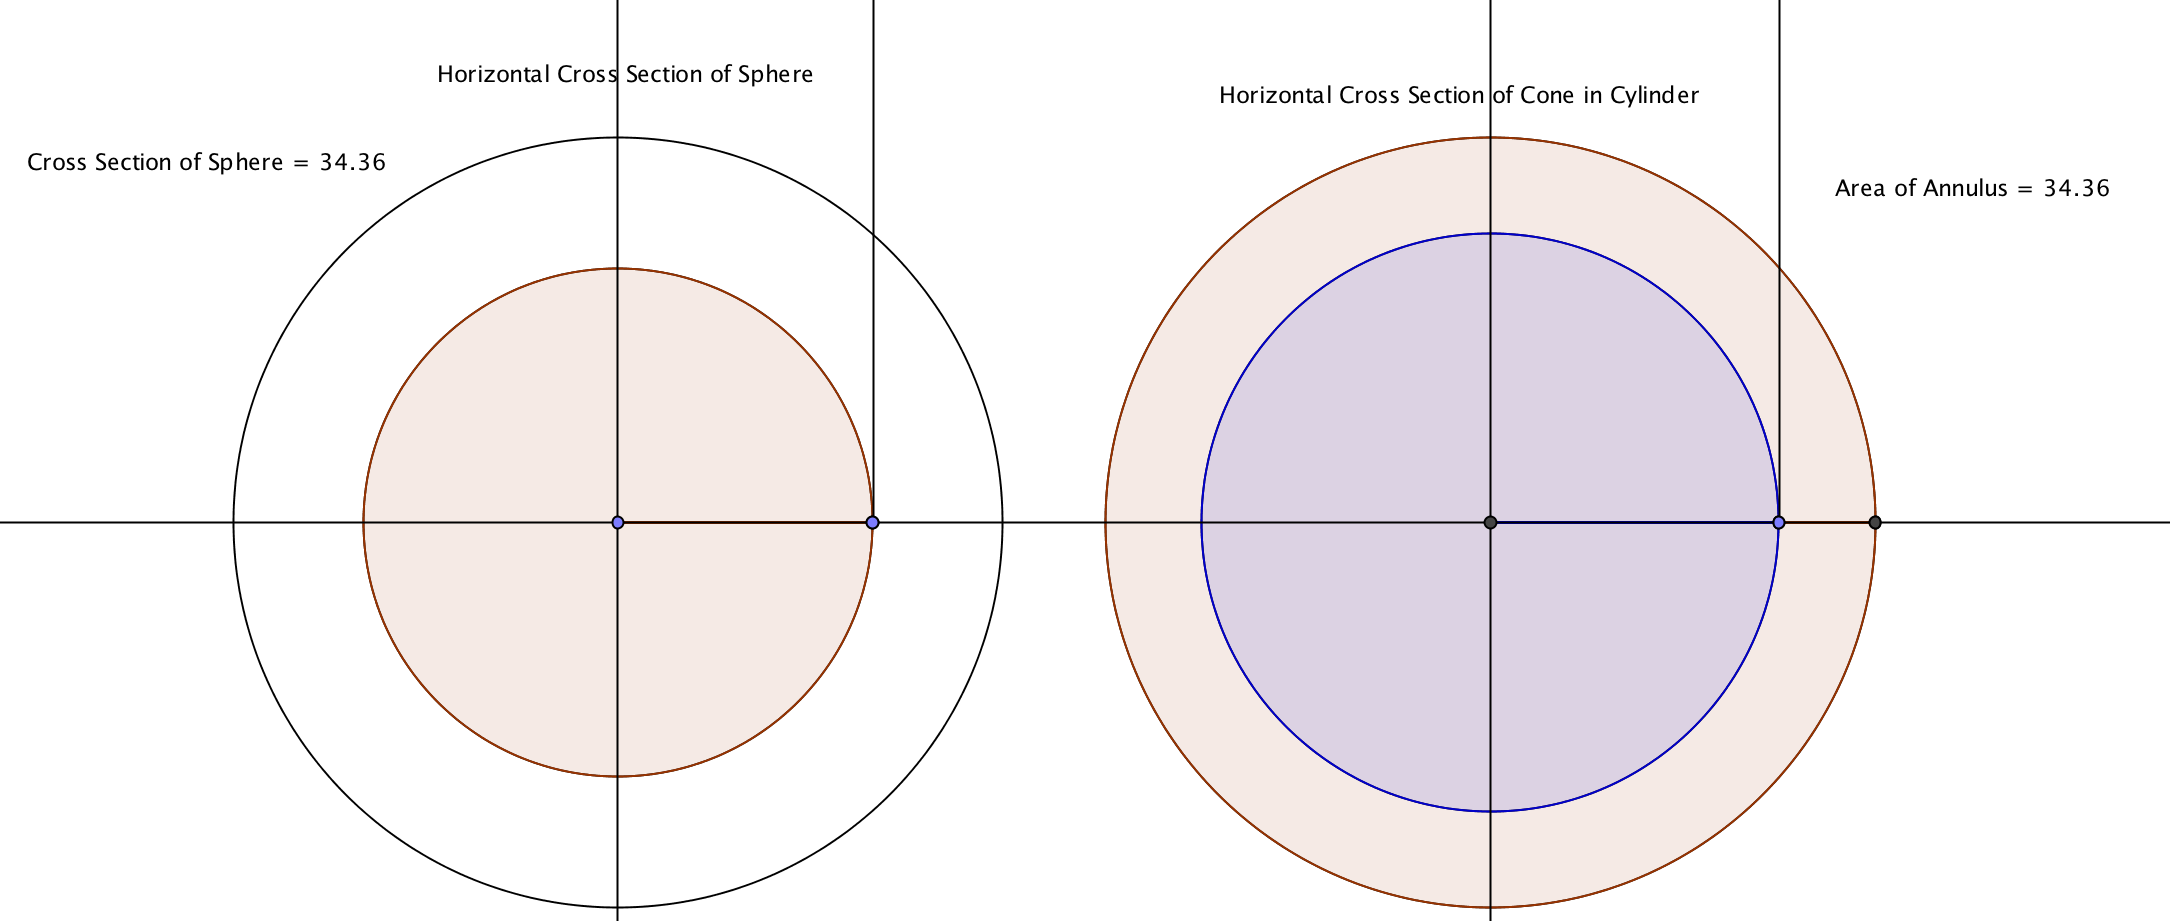 Horizontal Cross Section of Sphere
Horizontal Cross Section of Cone in Cylinder
Cross Section of Sphere = 34.36
Area of Annulus = 34.36